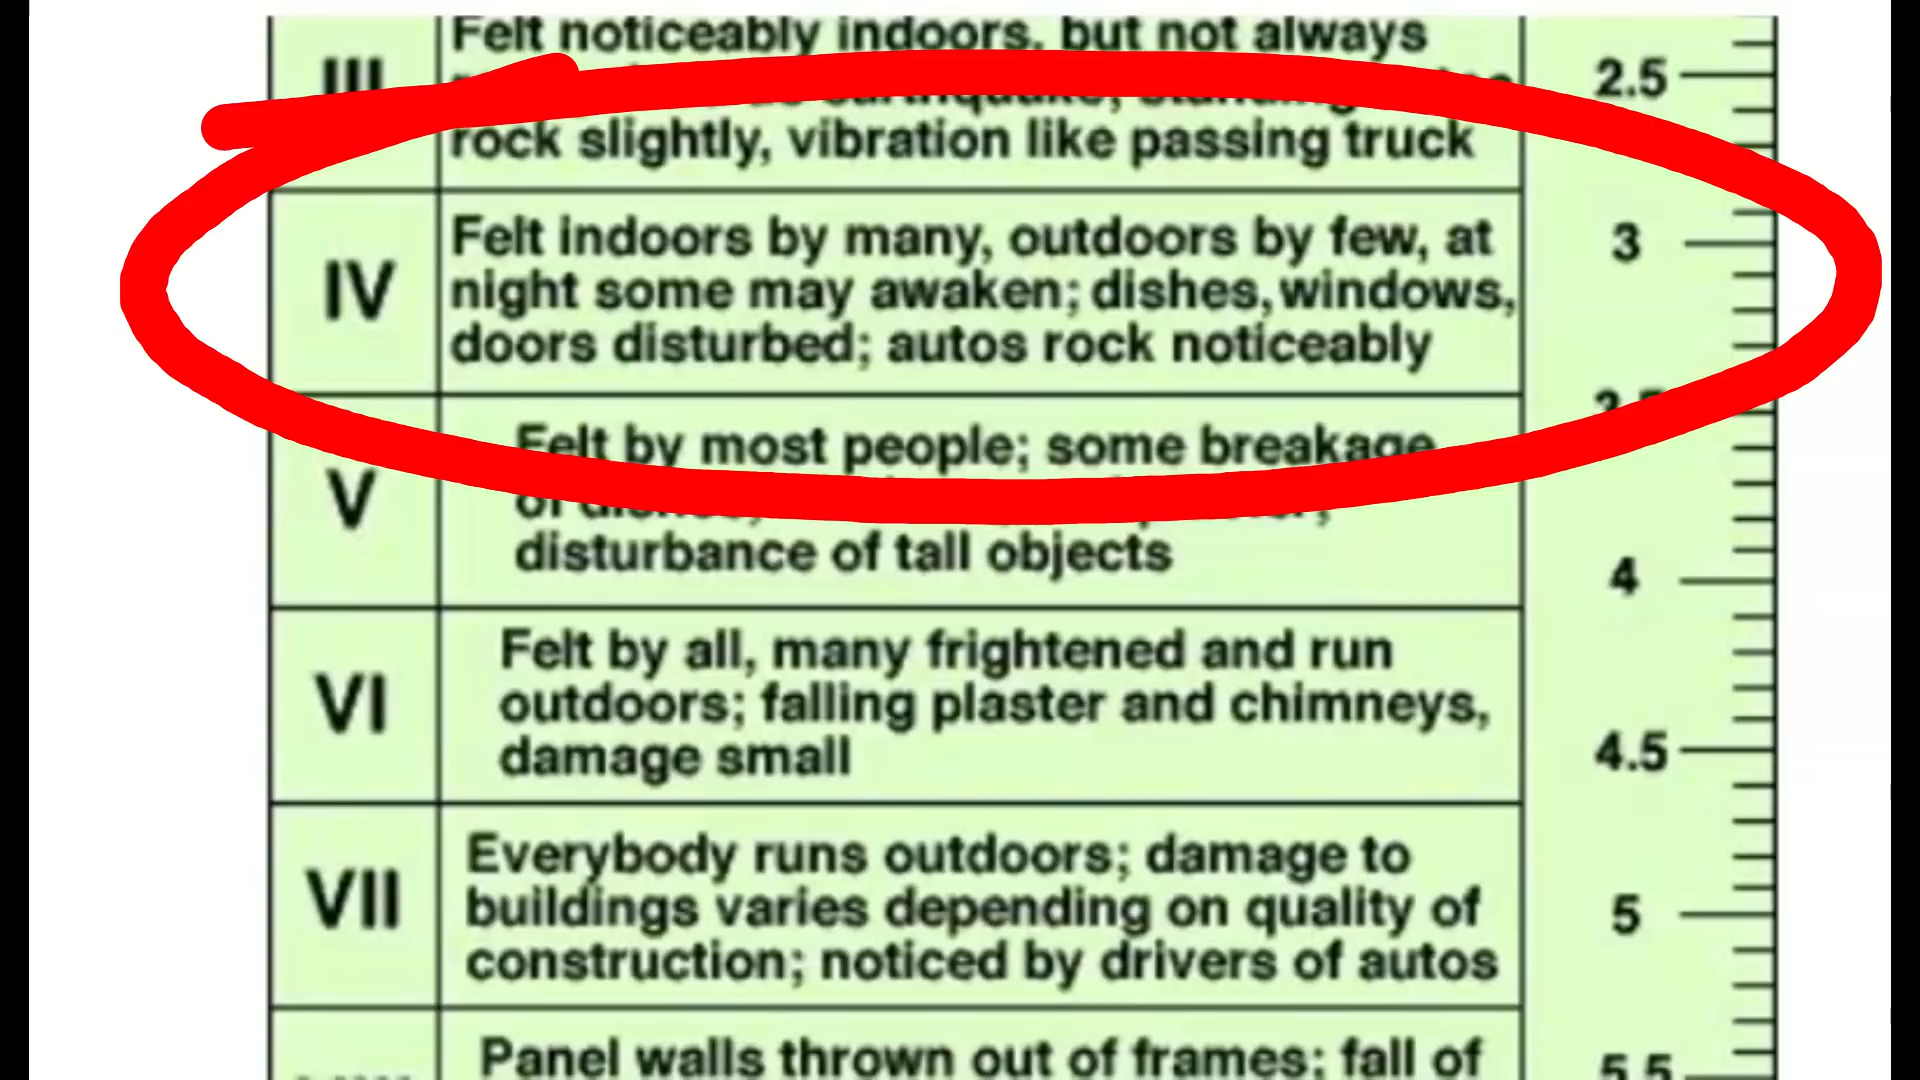 III
Felt noticeably indoors, but not always
earthquake,
rock slightly, vibration like passing truck
2.5
IV
Felt indoors by many, outdoors by few, at
night some may awaken; dishes, windows,
doors disturbed; autos rock noticeably
3
V
Felt by most people; some breakage
disturbance of tall objects
4
VI
Felt by all, many frightened and run
outdoors; falling plaster and chimneys,
damage small
4.5
VII
Everybody runs outdoors; damage to
buildings varies depending on quality of
construction; noticed by drivers of autos
5
Panel walls thrown out of frames; fall of
5.5